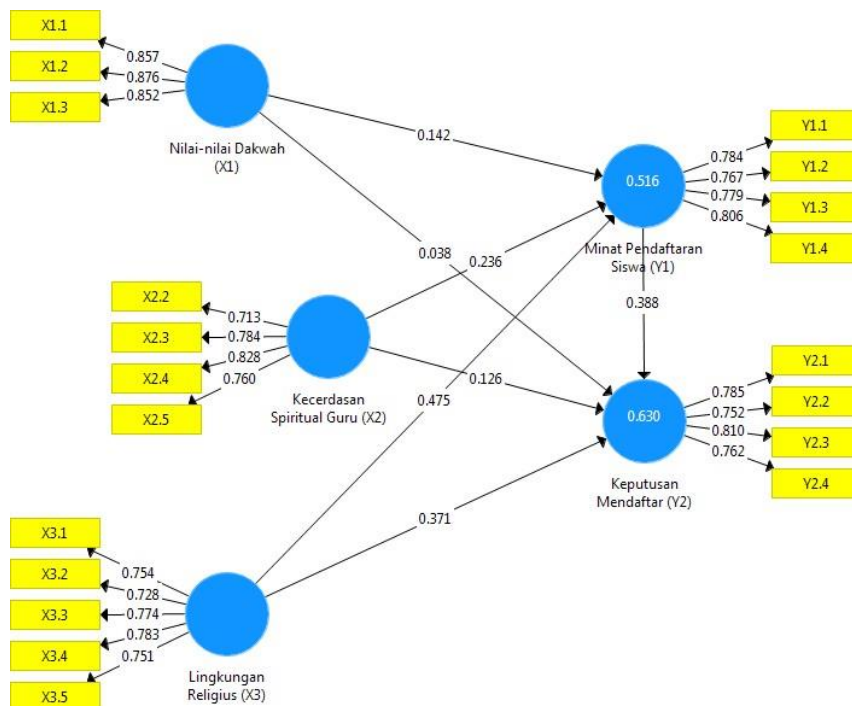 X1.1
X1.2
X1.3
0.857
0.876
0.852
Nilai-nilai Dakwah
(X1)
0.142
0.038
X2.2
X2.3
X2.4
X2.5
0.713
0.784
0.828
0.760
Kecerdasan
Spiritual Guru (X2)
0.236
0.126
X3.1
X3.2
X3.3
X3.4
X3.5
0.754
0.728
0.774
0.783
0.751
Lingkungan
Religius (X3)
0.475
0.371
0.516
Minat Pendaftaran
Siswa (Y1)
0.784
0.767
0.779
0.806
Y1.1
Y1.2
Y1.3
Y1.4
0.388
0.630
Keputusan
Mendaftar (Y2)
0.785
0.752
0.810
0.762
Y2.1
Y2.2
Y2.3
Y2.4